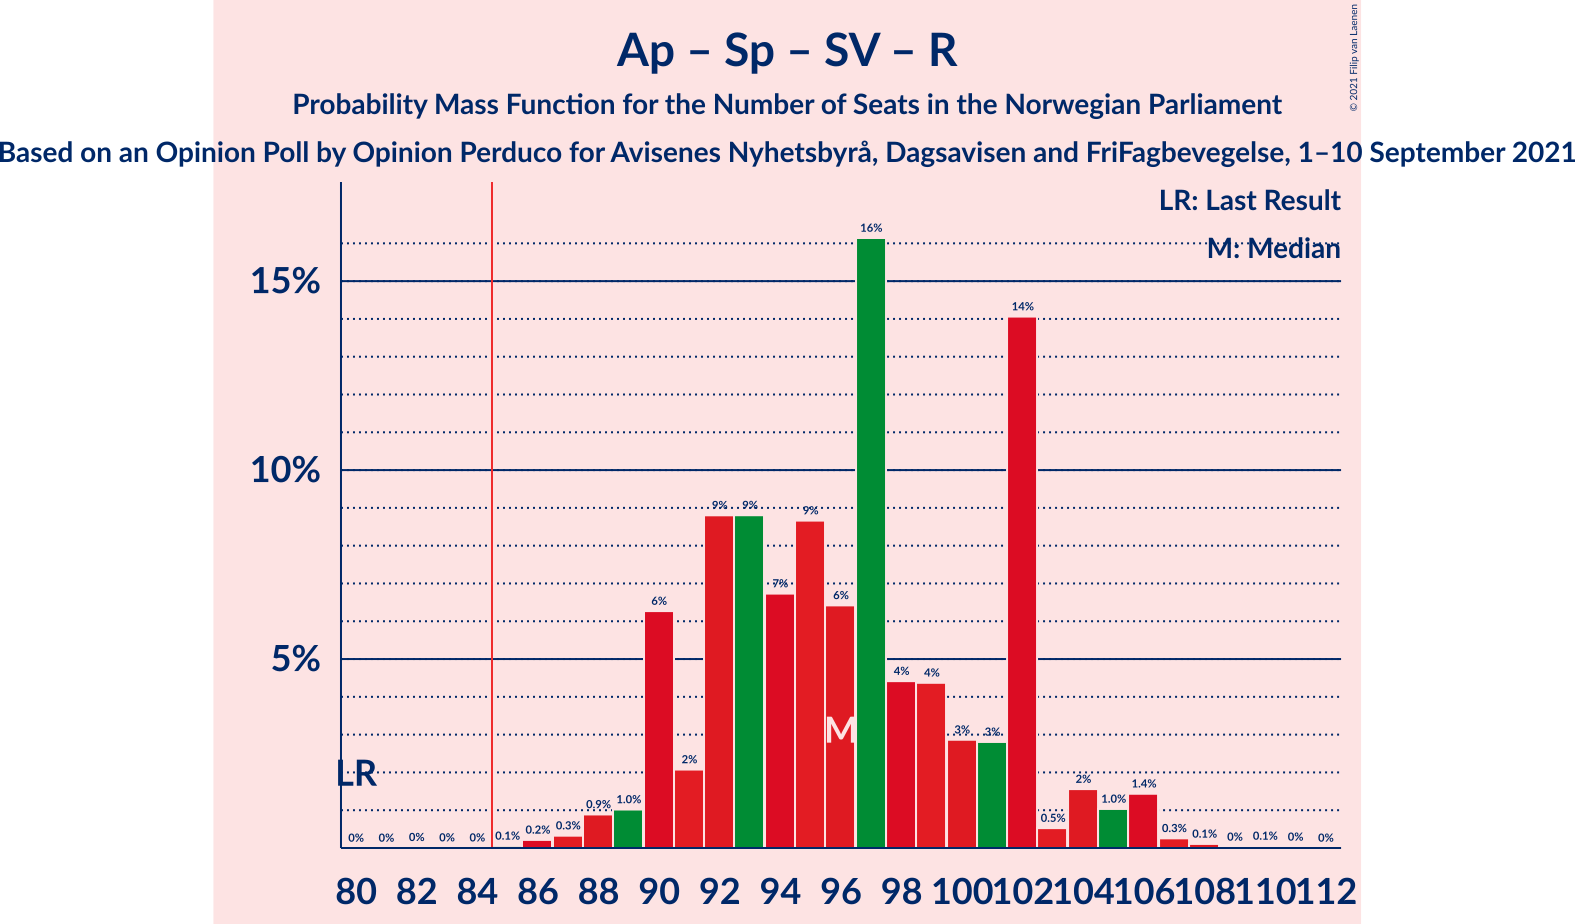 Ap – Sp – SV – R
Probability Mass Function for the Number of Seats in the Norwegian Parliament
Based on an Opinion Poll by Opinion Perduco for Avisenes Nyhetsbyrå, Dagsavisen and FriFagbevegelse, 1–10 September 2021
© 2021 Filip van Laenen
LR: Last Result
M: Median
15%
10%
5%
LR
M
0% 0% 0% 0% 0% 0.1% 0.2% 0.3% 0.9% 1.0% 6% 2% 9% 9% 7% 9% 6% 16% 4% 4% 3% 3% 14% 0.5% 2% 1.0% 1.4% 0.3% 0.1% 0% 0.1% 0% 0%
80 82 84 86 88 90 92 94 96 98 100 102 104 106 108 110 112